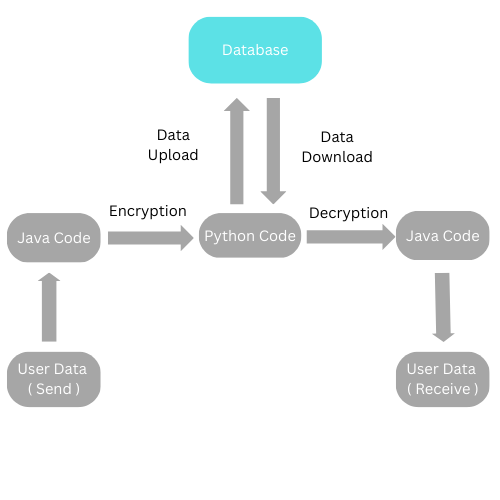 Database
Data
Upload
Data
Download
Encryption
Decryption
Java Code
Python Code
Java Code
User Data
( Send )
User Data
( Receive )